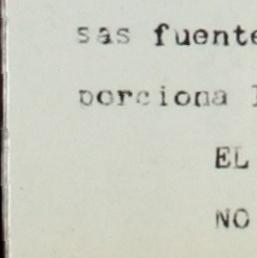 sas fuente
porciona l
EL
NO